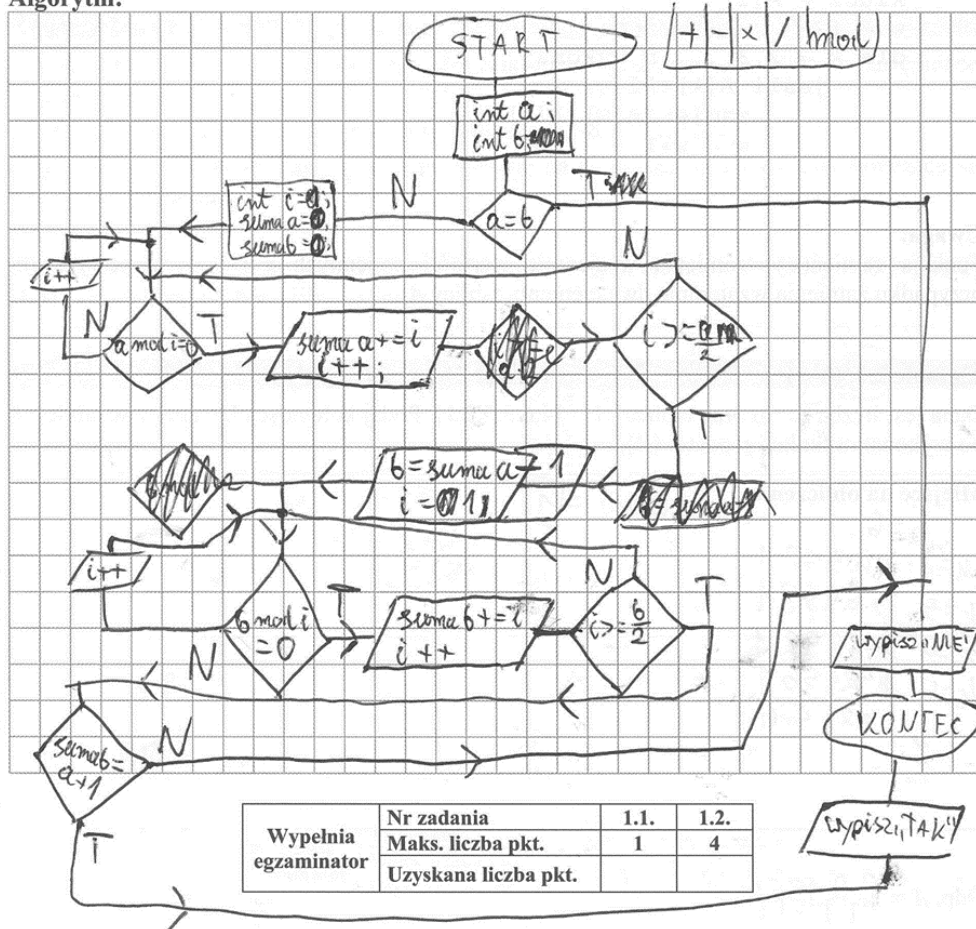 Algorytm:
START
+ | - | × | / | mod
int a;
int b;
a=b
T
N
int i=0;
suma a=0;
suma b=0;
N
i++
a mod i=0
N
T
suma a+=i
i++;
i>=a/2
T
b=suma a-1
i=1;
i++
b mod i
=0
N
T
suma b+=i
i++
i>=b/2
N
T
wypisz „NIE"
KONIEC
suma b=
a+1
N
T
wypisz „TAK"
Wypełnia
egzaminator
Nr zadania 1.1. 1.2.
Maks. liczba pkt. 1 4
Uzyskana liczba pkt.